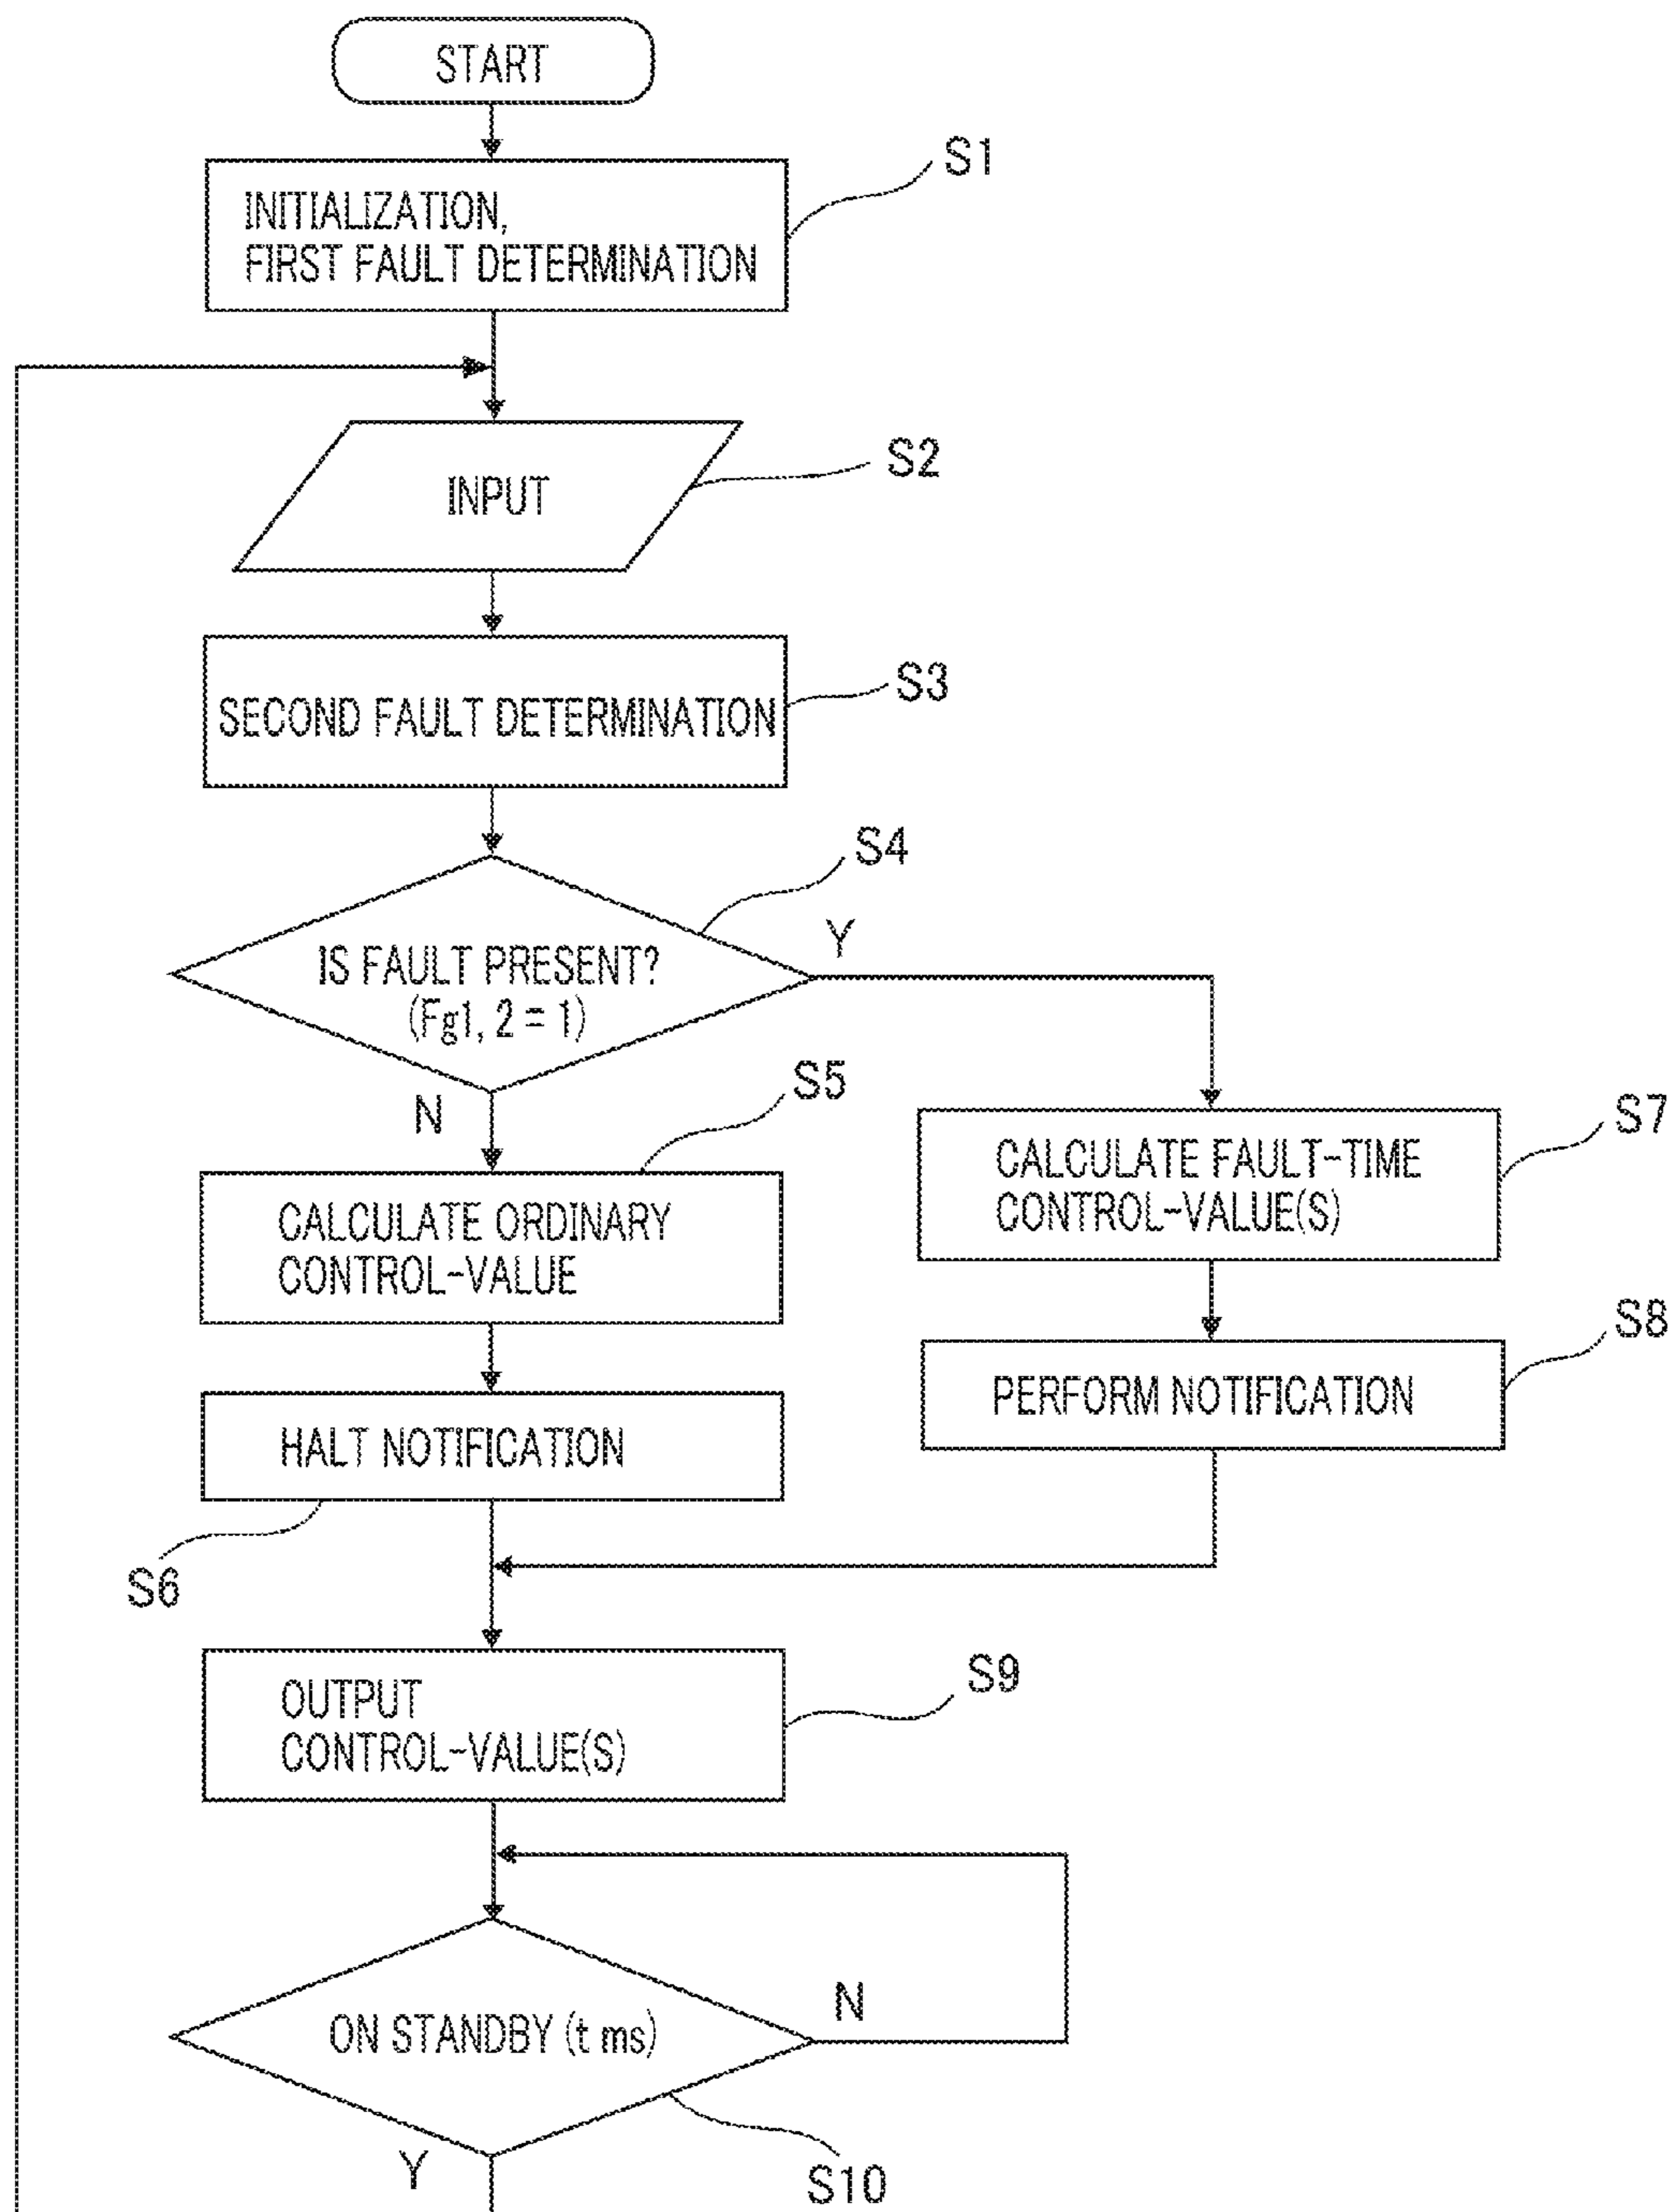 START
S1
INITIALIZATION,
FIRST FAULT DETERMINATION
S2
INPUT
S3
SECOND FAULT DETERMINATION
S4
Y
IS FAULT PRESENT?
(Fg1, 2 = 1)
N
S5
S7
CALCULATE ORDINARY
CONTROL-VALUE
CALCULATE FAULT-TIME
CONTROL-VALUE(S)
S8
HALT NOTIFICATION
PERFORM NOTIFICATION
S6
S9
OUTPUT
CONTROL-VALUE(S)
N
ON STANDBY (t ms)
Y
S10